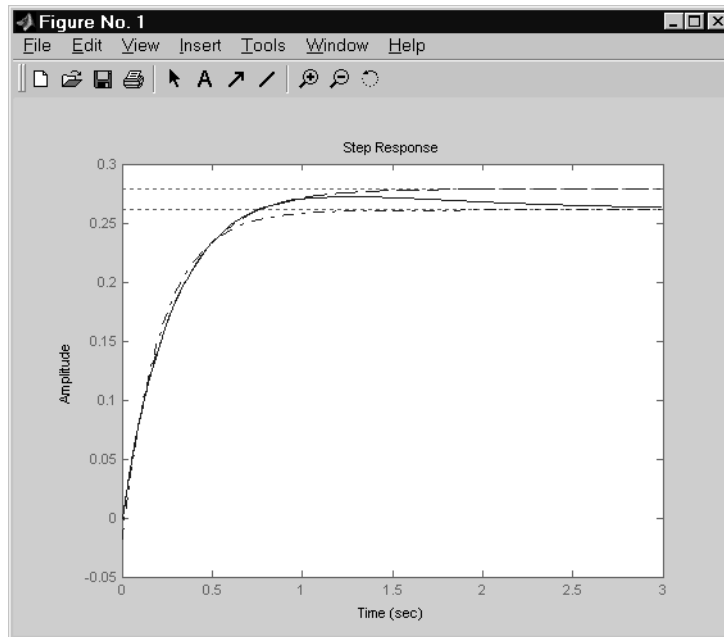 Figure No. 1
File Edit View Insert Tools Window Help
A
Step Response
0.3
0.25
0.2
0.15
0.1
0.05
0
-0.05
Amplitude
0 0.5 1 1.5 2 2.5 3
Time (sec)